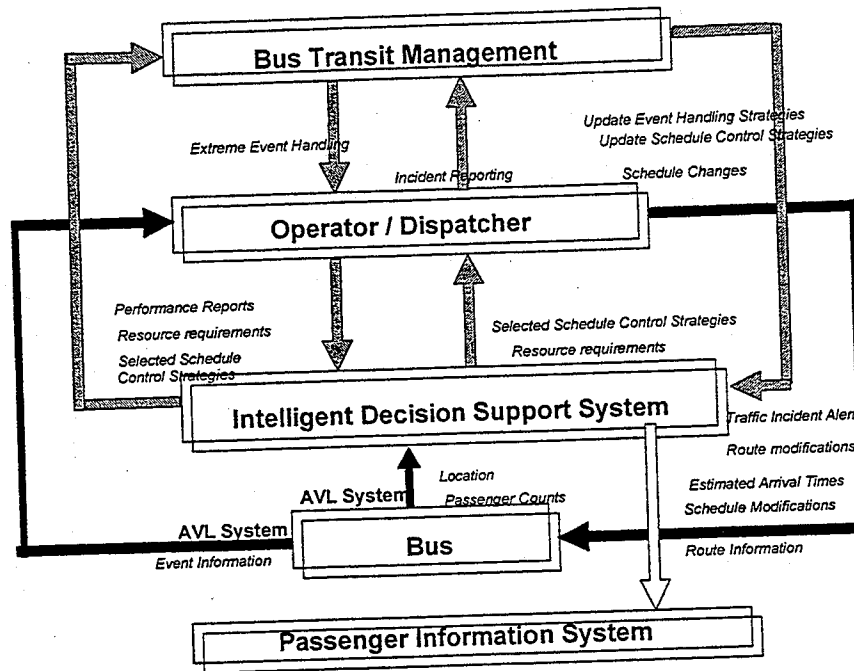 Bus Transit Management
Update Event Handling Strategies
Update Schedule Control Strategies
Extreme Event Handling
Incident Reporting
Schedule Changes
Operator / Dispatcher
Performance Reports
Resource requirements
Selected Schedule
Control Strategies
Selected Schedule Control Strategies
Resource requirements
Intelligent Decision Support System
Traffic Incident Aler
Route modifications
Location
Estimated Arrival Times
AVL System
Passenger Counts
Schedule Modifications
AVL System
Bus
Event Information
Route Information
Passenger Information System